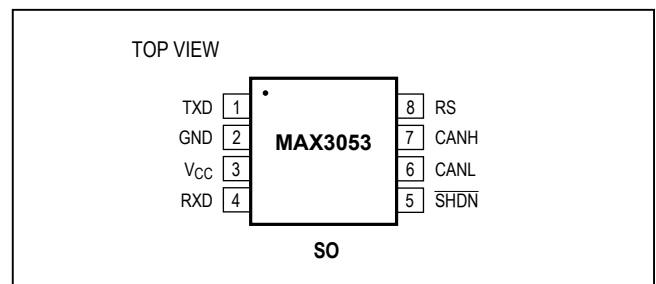 TOP VIEW
TXD 1 8 RS
GND 2 MAX3053 7 CANH
VCC 3 6 CANL
RXD 4 5 SHDN
SO